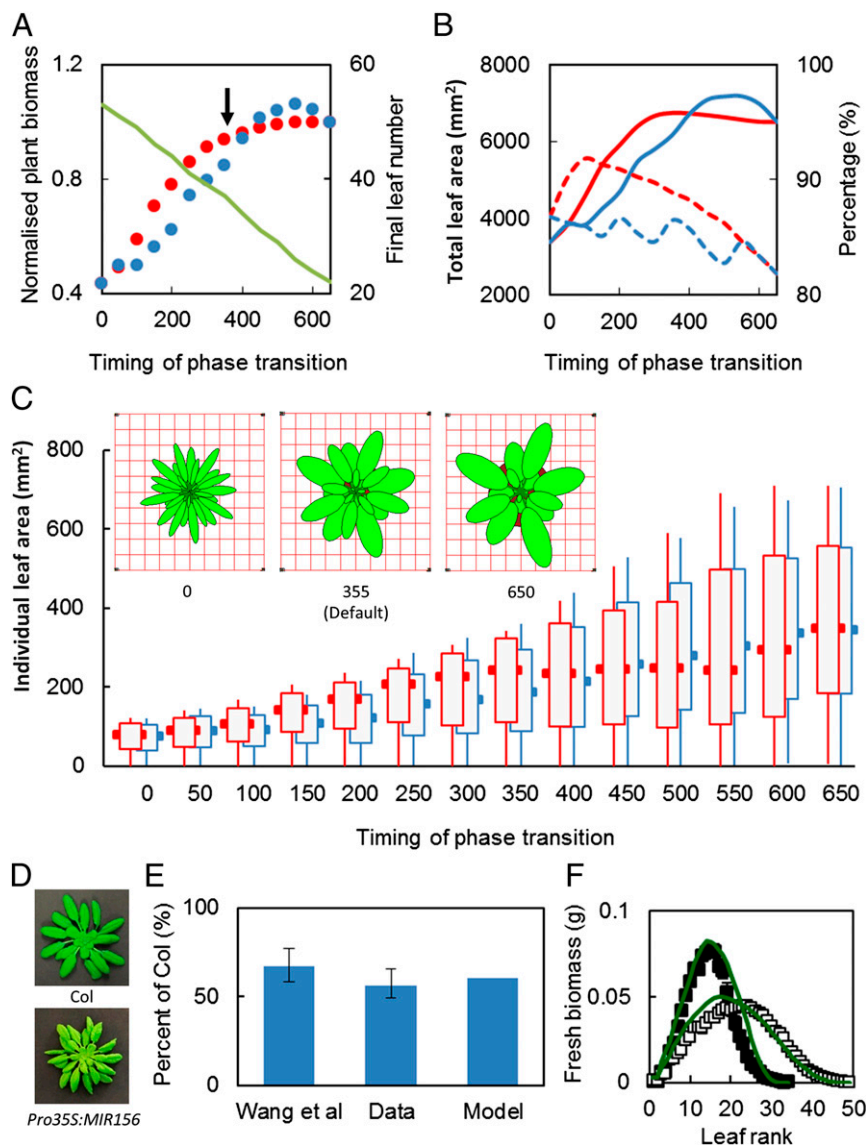 A
B
Normalised plant biomass
1.2
0.8
0.4
60
40
20
Final leaf number
0 200 400 600
Timing of phase transition
Total leaf area (mm²)
8000
6000
4000
2000
100
90
80
Percentage (%)
0 200 400 600
Timing of phase transition
C
Individual leaf area (mm²)
800
600
400
200
0
0
355
(Default)
650
0 50 100 150 200 250 300 350 400 450 500 550 600 650
Timing of phase transition
D
Col
Pro35S:MIR156
E
Percent of Col (%)
100
50
0
Wang et al Data Model
F
Fresh biomass (g)
0.1
0.05
0
0 10 20 30 40 50
Leaf rank